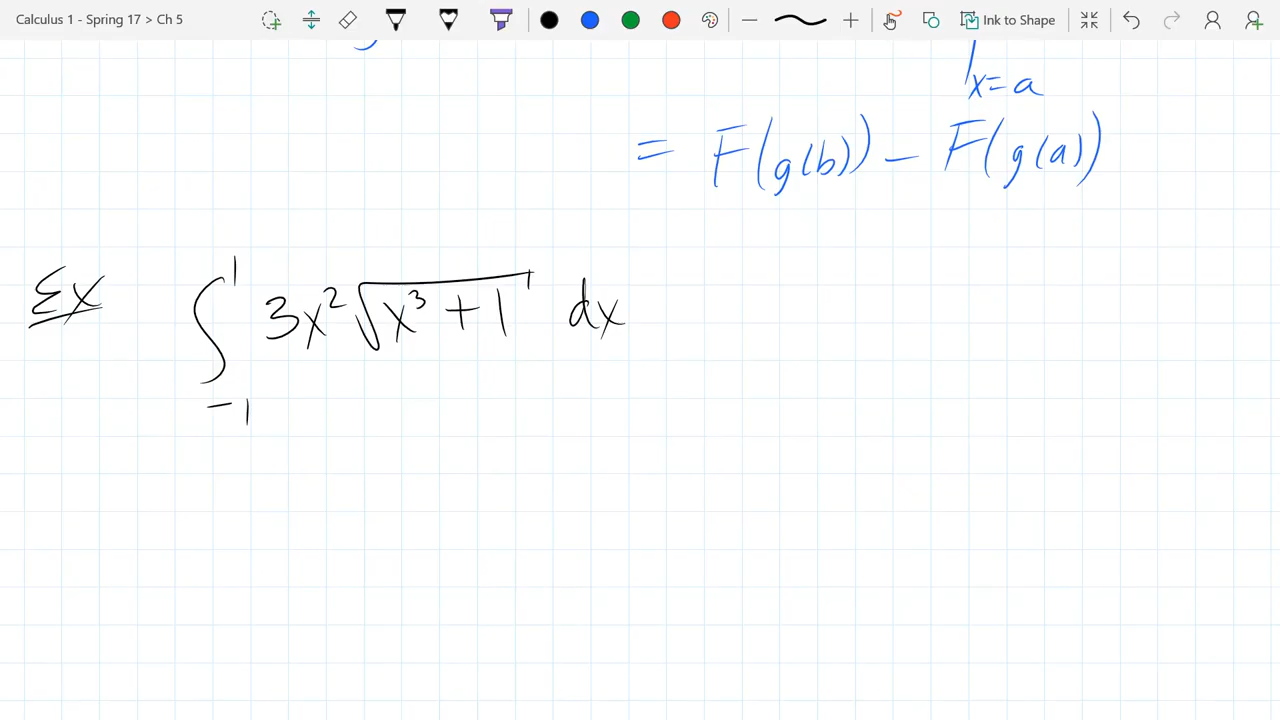 Calculus 1 - Spring 17 > Ch 5
Ink to Shape
x = a
= F(g(b)) - F(g(a))
Ex ∫_{-1}^{1} 3x² √(x³ + 1) dx